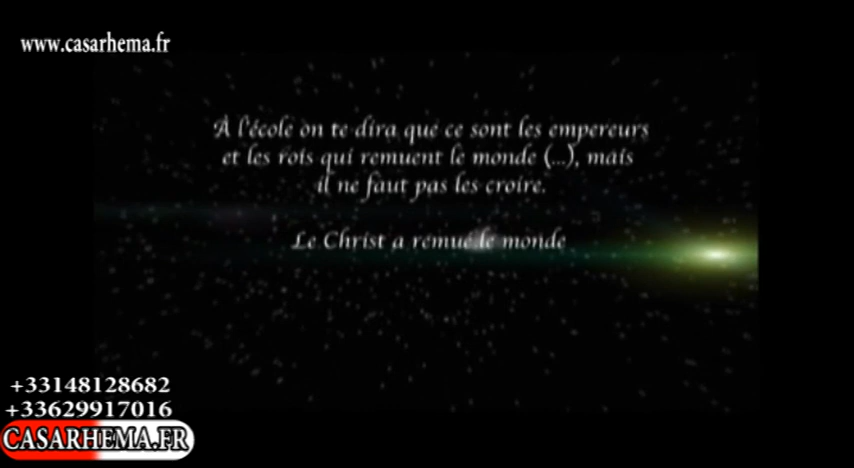 www.casarhema.fr
À l'école on te dira que ce sont les empereurs
et les rois qui remuent le monde (...), mais
il ne faut pas les croire.
Le Christ a remué le monde
+33148128682
+33629917016
CASARHEMA.FR